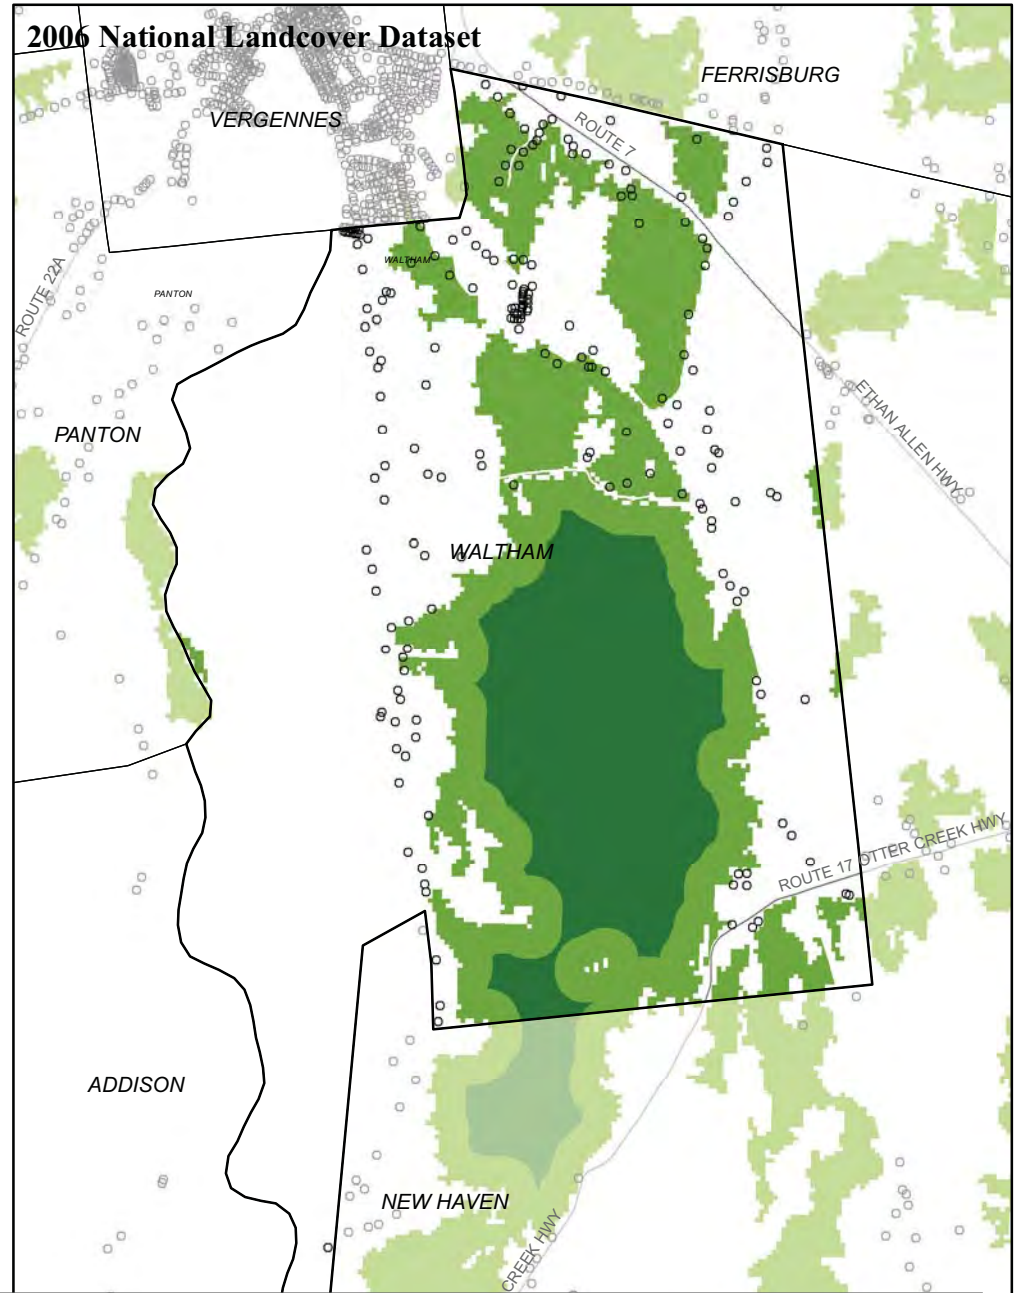 2006 National Landcover Dataset
FERRISBURG
VERGENNES
ROUTE 7
WALTHAM
ROUTE 22A
PANTON
PANTON
ETHAN ALLEN HWY
WALTHAM
ROUTE 17 OTTER CREEK HWY
ADDISON
NEW HAVEN
CREEK HWY